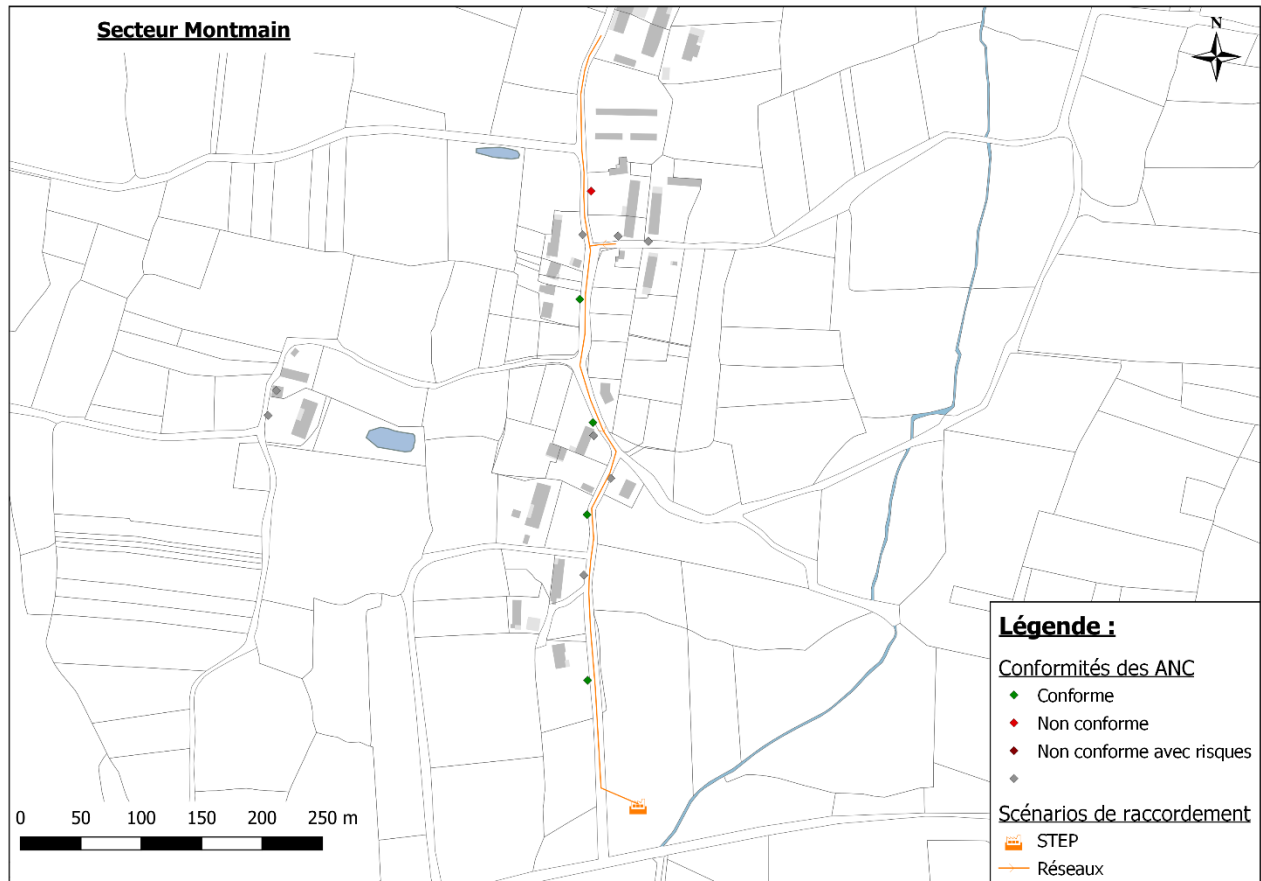 Secteur Montmain
N
Légende :
Conformités des ANC
Conforme
Non conforme
Non conforme avec risques
Scénarios de raccordement
STEP
Réseaux
0 50 100 150 200 250 m